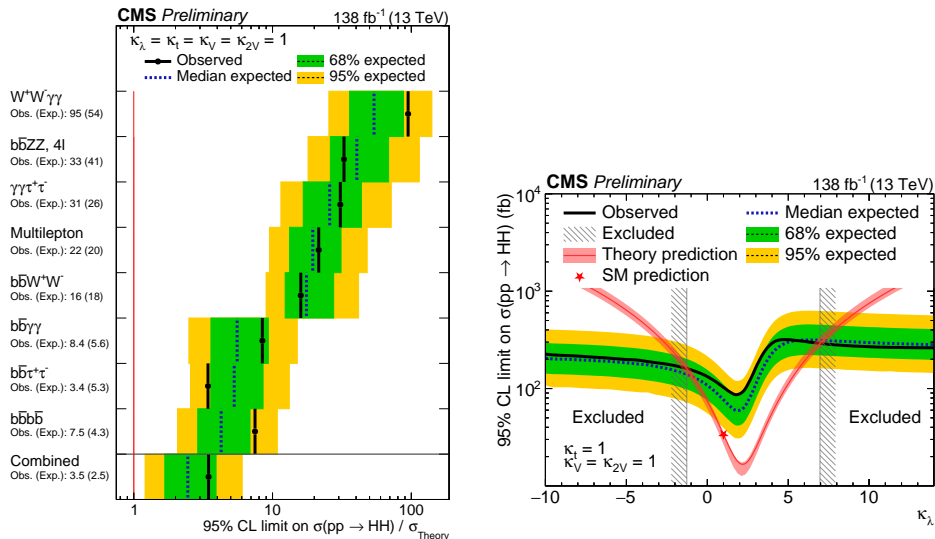 CMS Preliminary 138 fb⁻¹ (13 TeV)
κλ = κt = κV = κ2V = 1
Observed 68% expected
Median expected 95% expected
W⁺W⁻γγ
Obs. (Exp.): 95 (54)
bb̅ZZ, 4l
Obs. (Exp.): 33 (41)
γγτ⁺τ⁻
Obs. (Exp.): 31 (26)
Multilepton
Obs. (Exp.): 22 (20)
bb̅W⁺W⁻
Obs. (Exp.): 16 (18)
bb̅γγ
Obs. (Exp.): 8.4 (5.6)
bb̅τ⁺τ⁻
Obs. (Exp.): 3.4 (5.3)
bb̅bb̅
Obs. (Exp.): 7.5 (4.3)
Combined
Obs. (Exp.): 3.5 (2.5)
1 10 100
95% CL limit on σ(pp → HH) / σTheory
CMS Preliminary 138 fb⁻¹ (13 TeV)
95% CL limit on σ(pp → HH) (fb)
10⁴
10³
10²
10
Observed Median expected
Excluded 68% expected
Theory prediction 95% expected
SM prediction
Excluded Excluded
κt = 1
κV = κ2V = 1
−10 −5 0 5 10
κλ